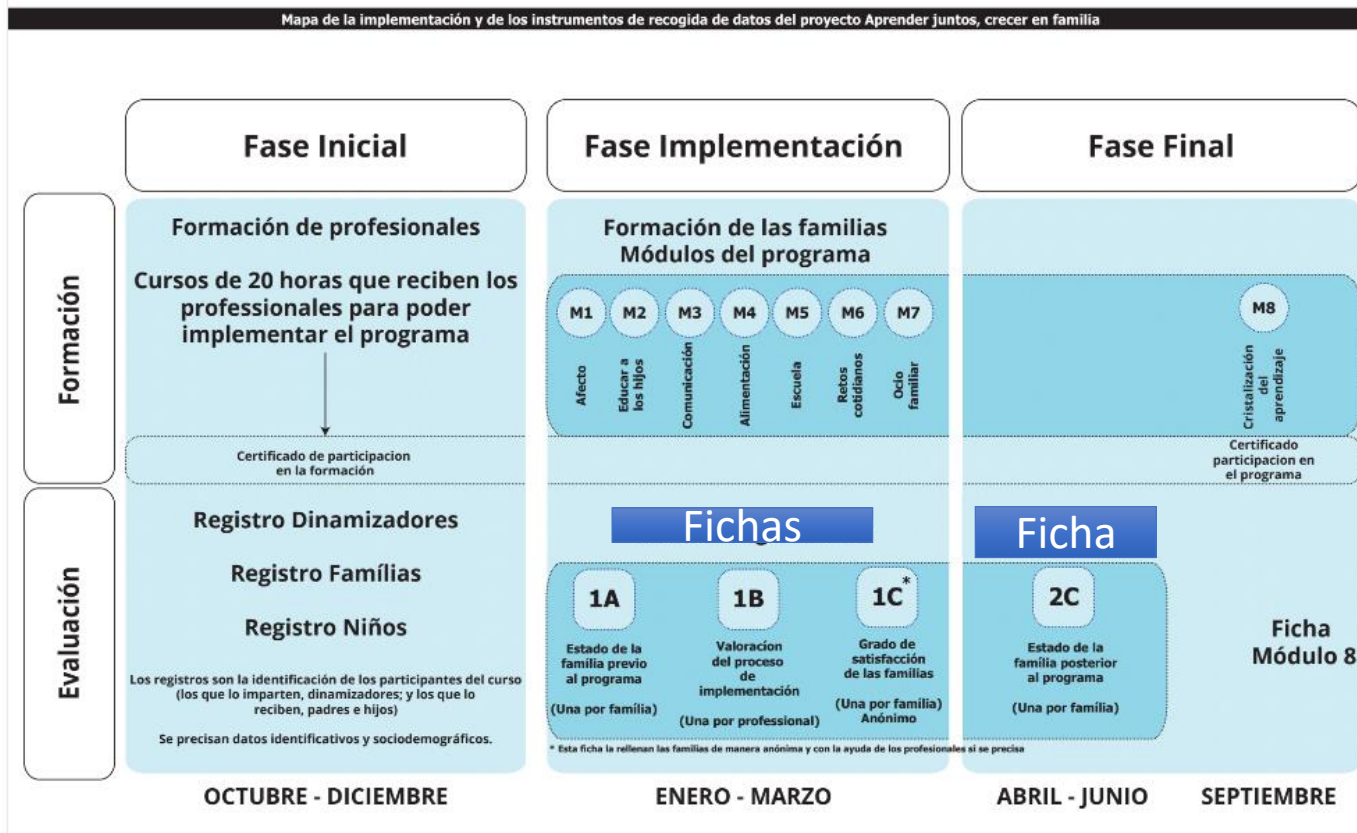 Mapa de la implementación y de los instrumentos de recogida de datos del proyecto Aprender juntos, crecer en familia
Fase Inicial
Fase Implementación
Fase Final
Formación
Formación de profesionales
Cursos de 20 horas que reciben los
professionales para poder
implementar el programa
Certificado de participacion
en la formación
Formación de las familias
Módulos del programa
M1
M2
M3
M4
M5
M6
M7
Afecto
Educar a
los hijos
Comunicación
Alimentación
Escuela
Retos
cotidianos
Ocio
familiar
M8
Cristalización
del
aprendizaje
Certificado
participacion en
el programa
Evaluación
Registro Dinamizadores
Registro Famílias
Registro Niños
Los registros son la identificación de los participantes del curso
(los que lo imparten, dinamizadores; y los que lo
reciben, padres e hijos)
Se precisan datos identificativos y sociodemográficos.
Fichas
1A
Estado de la
família previo
al programa
(Una por família)
1B
Valoracion
del proceso
de
implementación
(Una por professional)
1C*
Grado de
satisfacción
de las familias
(Una por família)
Anónimo
* Esta ficha la rellenan las familias de manera anónima y con la ayuda de los profesionales si se precisa
Ficha
2C
Estado de la
família posterior
al programa
(Una por família)
Ficha
Módulo 8
OCTUBRE - DICIEMBRE
ENERO - MARZO
ABRIL - JUNIO
SEPTIEMBRE